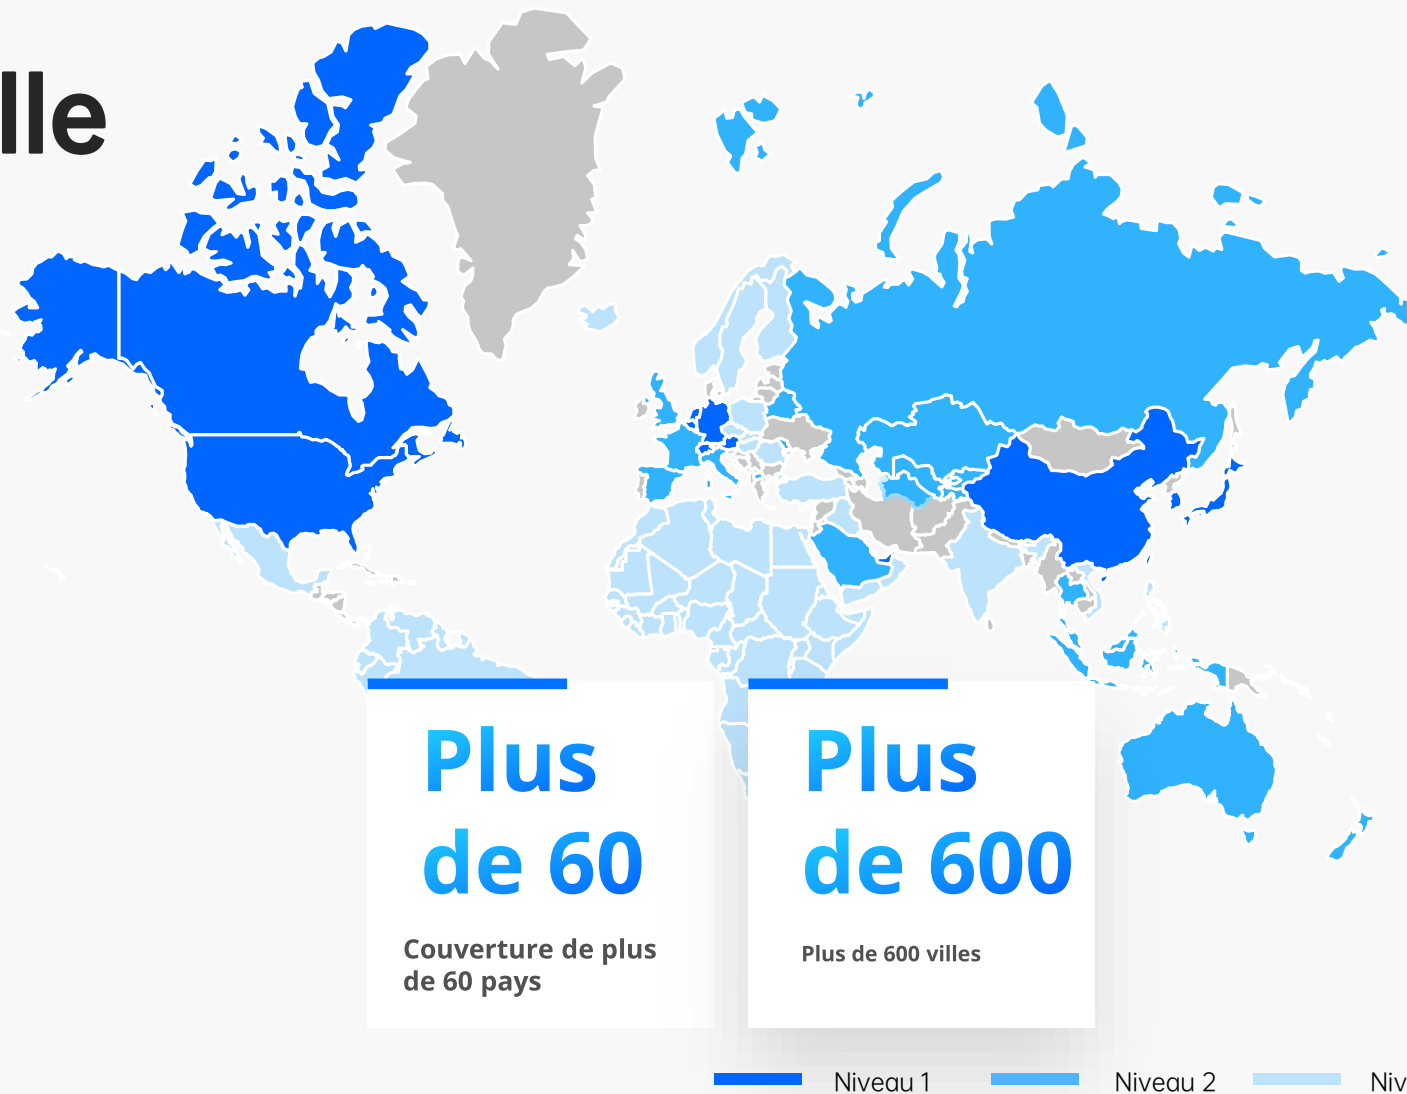 lle
Plus
de 60
Couverture de plus
de 60 pays
Plus
de 600
Plus de 600 villes
Niveau 1
Niveau 2
Niv